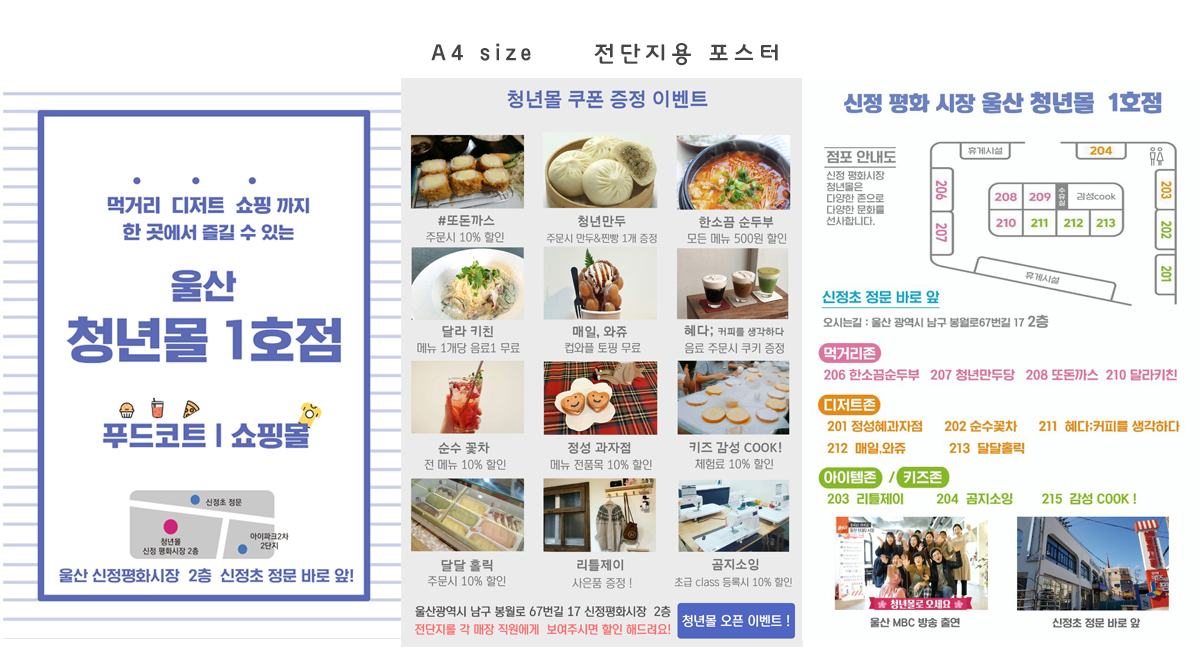 A4 size 전단지용 포스터
먹거리 디저트 쇼핑 까지
한 곳에서 즐길 수 있는
울산
청년몰 1호점
푸드코트 | 쇼핑몰
신정초 정문
청년몰
신정 평화시장 2층
아이파크2차
2단지
울산 신정평화시장 2층 신정초 정문 바로 앞!
청년몰 쿠폰 증정 이벤트
#또돈까스
주문시 10% 할인
청년만두
주문시 만두&찐빵 1개 증정
한소끔 순두부
모든 메뉴 500원 할인
달라 키친
메뉴 1개당 음료1 무료
매일, 와쥬
컵와플 토핑 무료
혜다; 커피를 생각하다
음료 주문시 쿠키 증정
순수 꽃차
전 메뉴 10% 할인
정성 과자점
메뉴 전품목 10% 할인
키즈 감성 COOK!
체험료 10% 할인
달달 홀릭
주문시 10% 할인
리틀제이
사은품 증정 !
곰지소잉
초급 class 등록시 10% 할인
울산광역시 남구 봉월로 67번길 17 신정평화시장 2층
전단지를 각 매장 직원에게 보여주시면 할인 해드려요!
청년몰 오픈 이벤트 !
신정 평화 시장 울산 청년몰 1호점
점포 안내도
신정 평화시장
청년몰은
다양한 존으로
다양한 문화를
선사합니다.
휴게시설
204
206
207
208
209
수유실
감성cook
210
211
212
213
203
202
201
휴게시설
신정초 정문 바로 앞
오시는길 : 울산 광역시 남구 봉월로67번길 17 2층
먹거리존
206 한소끔순두부 207 청년만두당 208 또돈까스 210 달라키친
디저트존
201 정성혜과자점 202 순수꽃차 211 혜다:커피를 생각하다
212 매일,와쥬 213 달달홀릭
아이템존 / 키즈존
203 리틀제이 204 곰지소잉 215 감성 COOK !
청년몰로 오세요
울산 MBC 방송 출연
신정초 정문 바로 앞